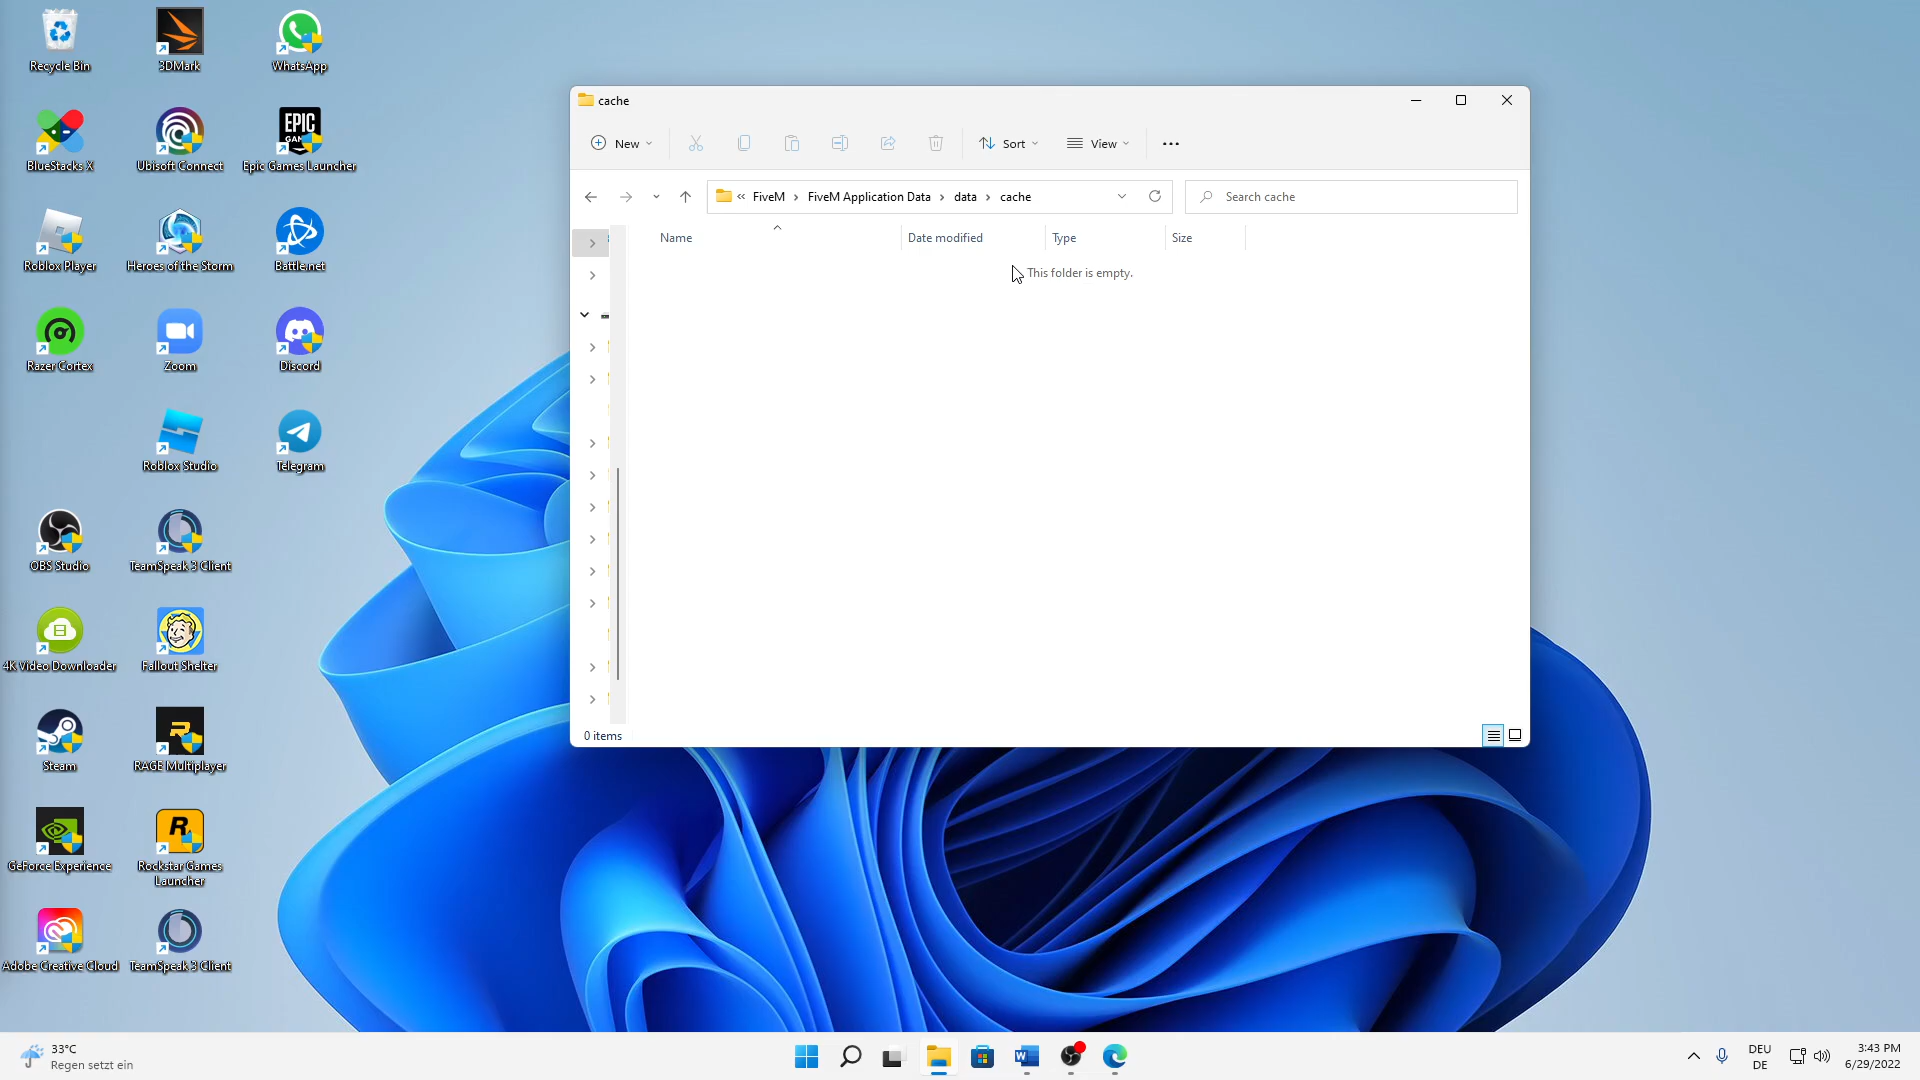 Recycle Bin
3DMark
WhatsApp
BlueStacks X
Ubisoft Connect
EPIC
GAMES
Epic Games Launcher
Roblox Player
Heroes of the Storm
Battle.net
Razer Cortex
Zoom
Discord
Roblox Studio
Telegram
OBS Studio
TeamSpeak 3 Client
4K Video Downloader
Fallout Shelter
Steam
RAGE Multiplayer
GeForce Experience
Rockstar Games
Launcher
Adobe Creative Cloud
TeamSpeak 3 Client
cache
New
Sort
View
« FiveM > FiveM Application Data > data > cache
Search cache
Name
Date modified
Type
Size
This folder is empty.
0 items
33°C
Regen setzt ein
DEU
DE
3:43 PM
6/29/2022